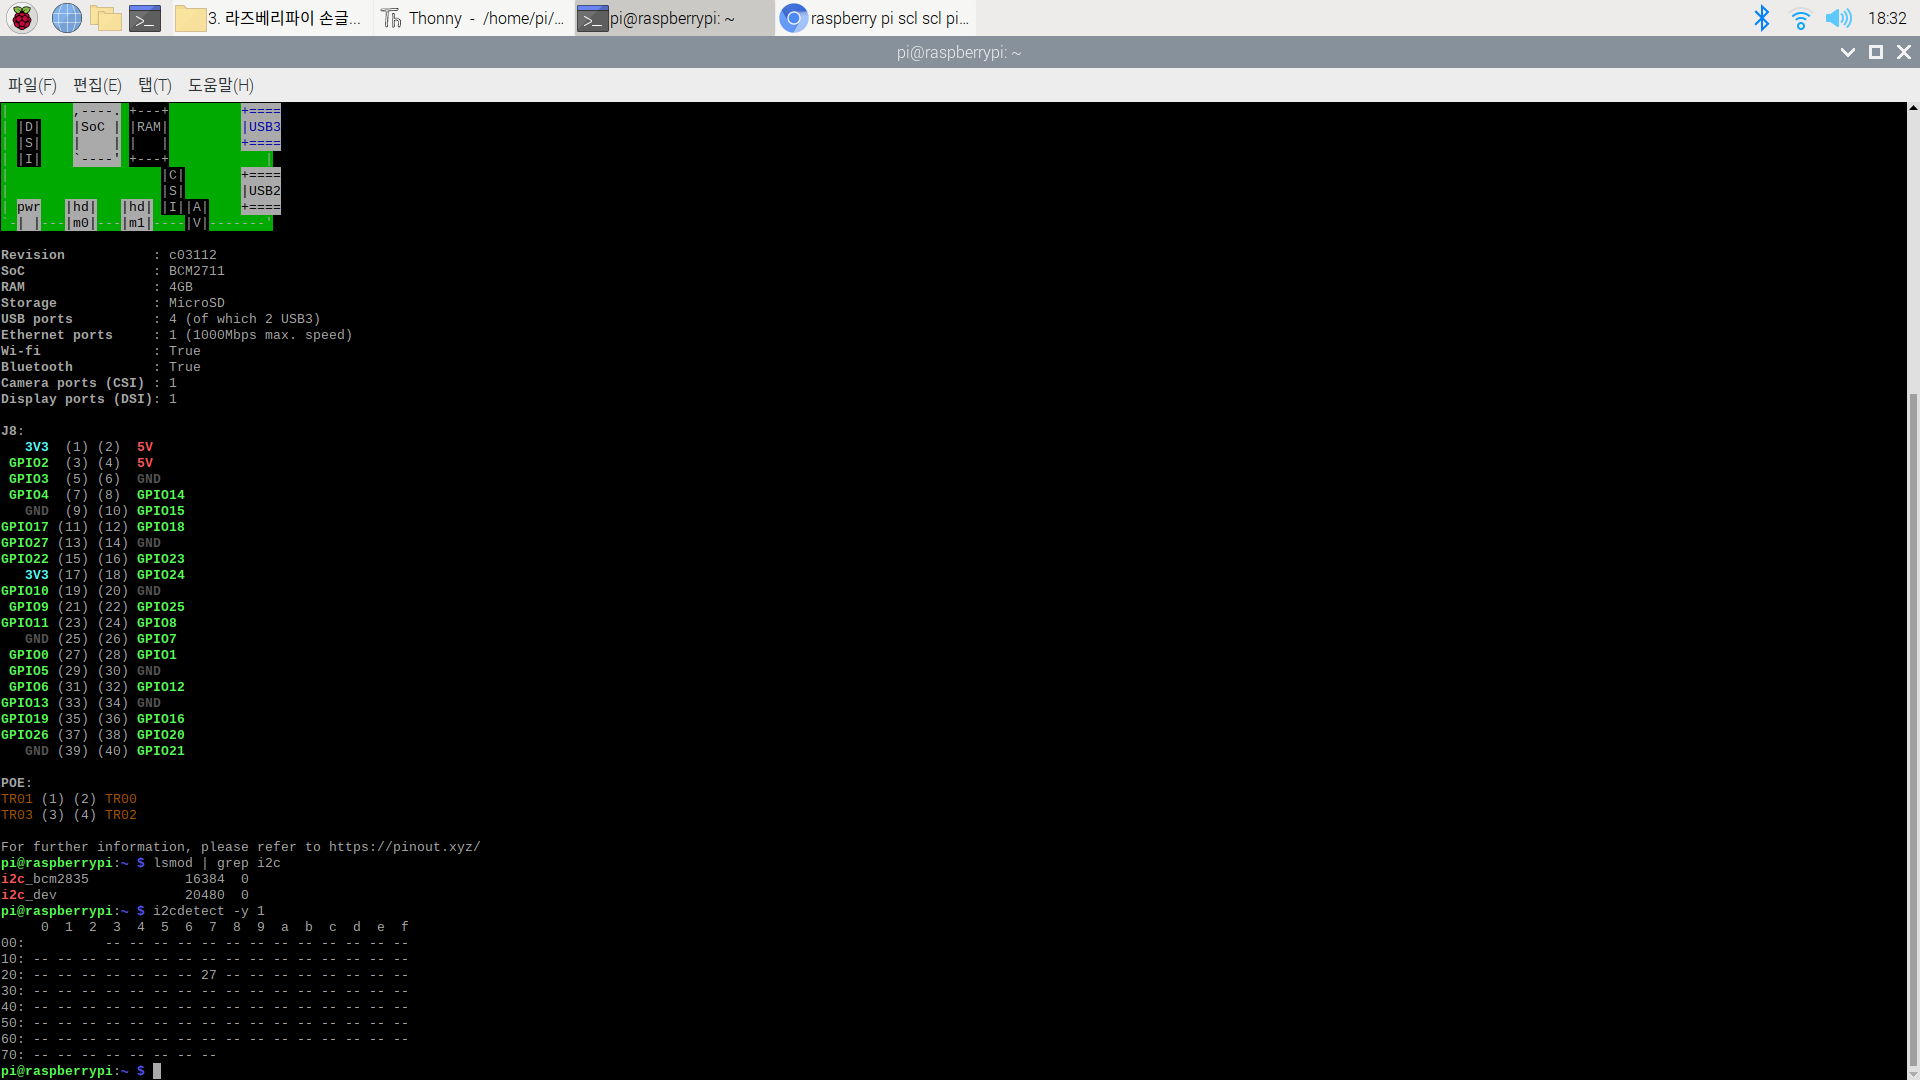 3. 라즈베리파이 손글... Thonny - /home/pi/... pi@raspberrypi: ~ raspberry pi scl scl pi... 18:32
pi@raspberrypi: ~
파일(F) 편집(E) 탭(T) 도움말(H)
|        ,----. +---+         +====
| |D|    |SoC | |RAM|         |USB3
| |S|    |    | |   |         +====
| |I|    `----' +---+            |
|                   |C|       +====
|                   |S|       |USB2
| pwr   |hd|   |hd| |I||A|    +====
`-| |---|m0|---|m1|----|V|-------'
Revision           : c03112
SoC                : BCM2711
RAM                : 4GB
Storage            : MicroSD
USB ports          : 4 (of which 2 USB3)
Ethernet ports     : 1 (1000Mbps max. speed)
Wi-fi              : True
Bluetooth          : True
Camera ports (CSI) : 1
Display ports (DSI): 1
J8:
   3V3  (1) (2)  5V
 GPIO2  (3) (4)  5V
 GPIO3  (5) (6)  GND
 GPIO4  (7) (8)  GPIO14
   GND  (9) (10) GPIO15
GPIO17 (11) (12) GPIO18
GPIO27 (13) (14) GND
GPIO22 (15) (16) GPIO23
   3V3 (17) (18) GPIO24
GPIO10 (19) (20) GND
 GPIO9 (21) (22) GPIO25
GPIO11 (23) (24) GPIO8
   GND (25) (26) GPIO7
 GPIO0 (27) (28) GPIO1
 GPIO5 (29) (30) GND
 GPIO6 (31) (32) GPIO12
GPIO13 (33) (34) GND
GPIO19 (35) (36) GPIO16
GPIO26 (37) (38) GPIO20
   GND (39) (40) GPIO21
POE:
TR01 (1) (2) TR00
TR03 (3) (4) TR02
For further information, please refer to https://pinout.xyz/
pi@raspberrypi:~ $ lsmod | grep i2c
i2c_bcm2835            16384  0
i2c_dev                20480  0
pi@raspberrypi:~ $ i2cdetect -y 1
     0  1  2  3  4  5  6  7  8  9  a  b  c  d  e  f
00:          -- -- -- -- -- -- -- -- -- -- -- -- --
10: -- -- -- -- -- -- -- -- -- -- -- -- -- -- -- --
20: -- -- -- -- -- -- -- 27 -- -- -- -- -- -- -- --
30: -- -- -- -- -- -- -- -- -- -- -- -- -- -- -- --
40: -- -- -- -- -- -- -- -- -- -- -- -- -- -- -- --
50: -- -- -- -- -- -- -- -- -- -- -- -- -- -- -- --
60: -- -- -- -- -- -- -- -- -- -- -- -- -- -- -- --
70: -- -- -- -- -- -- -- --
pi@raspberrypi:~ $